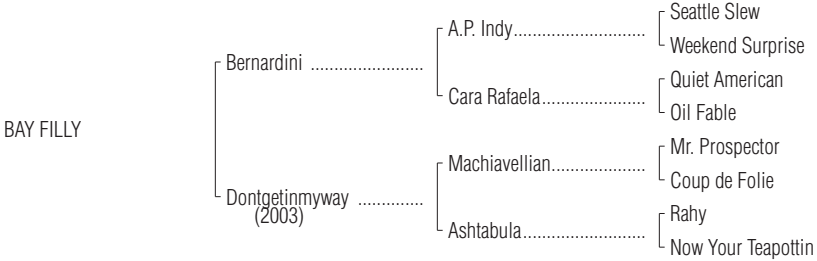 Seattle Slew
A.P. Indy..........................
Weekend Surprise
Bernardini ......................
Quiet American
Cara Rafaela....................
Oil Fable
BAY FILLY
Mr. Prospector
Machiavellian..................
Coup de Folie
Dontgetinmyway .............
(2003)
Rahy
Ashtabula........................
Now Your Teapottin